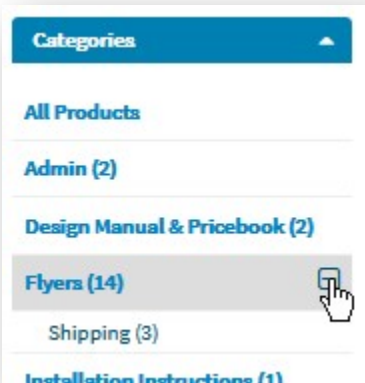 Categories
All Products
Admin (2)
Design Manual & Pricebook (2)
Flyers (14)
Shipping (3)
Installation Instructions (1)